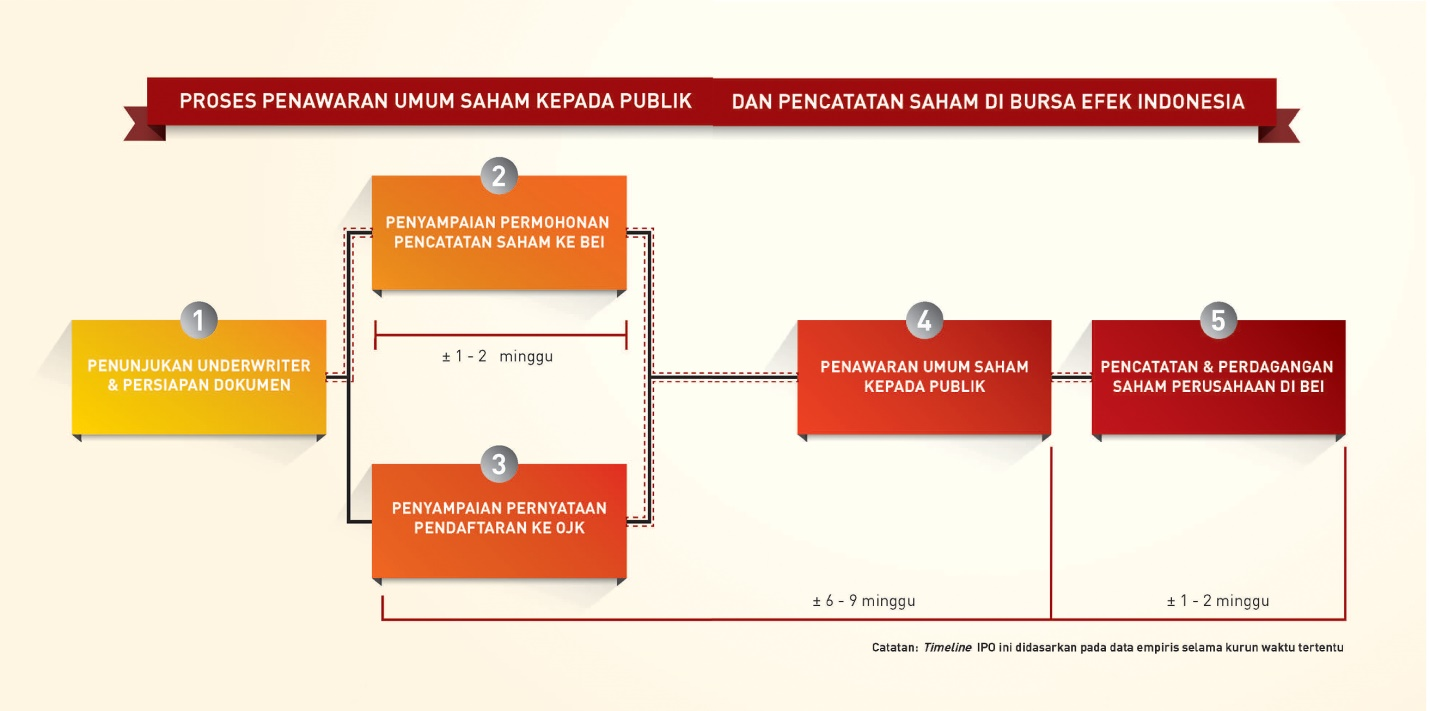 PROSES PENAWARAN UMUM SAHAM KEPADA PUBLIK DAN PENCATATAN SAHAM DI BURSA EFEK INDONESIA
1
PENUNJUKAN UNDERWRITER
& PERSIAPAN DOKUMEN
2
PENYAMPAIAN PERMOHONAN
PENCATATAN SAHAM KE BEI
± 1 - 2 minggu
3
PENYAMPAIAN PERNYATAAN
PENDAFTARAN KE OJK
4
PENAWARAN UMUM SAHAM
KEPADA PUBLIK
5
PENCATATAN & PERDAGANGAN
SAHAM PERUSAHAAN DI BEI
± 6 - 9 minggu
± 1 - 2 minggu
Catatan: Timeline IPO ini didasarkan pada data empiris selama kurun waktu tertentu